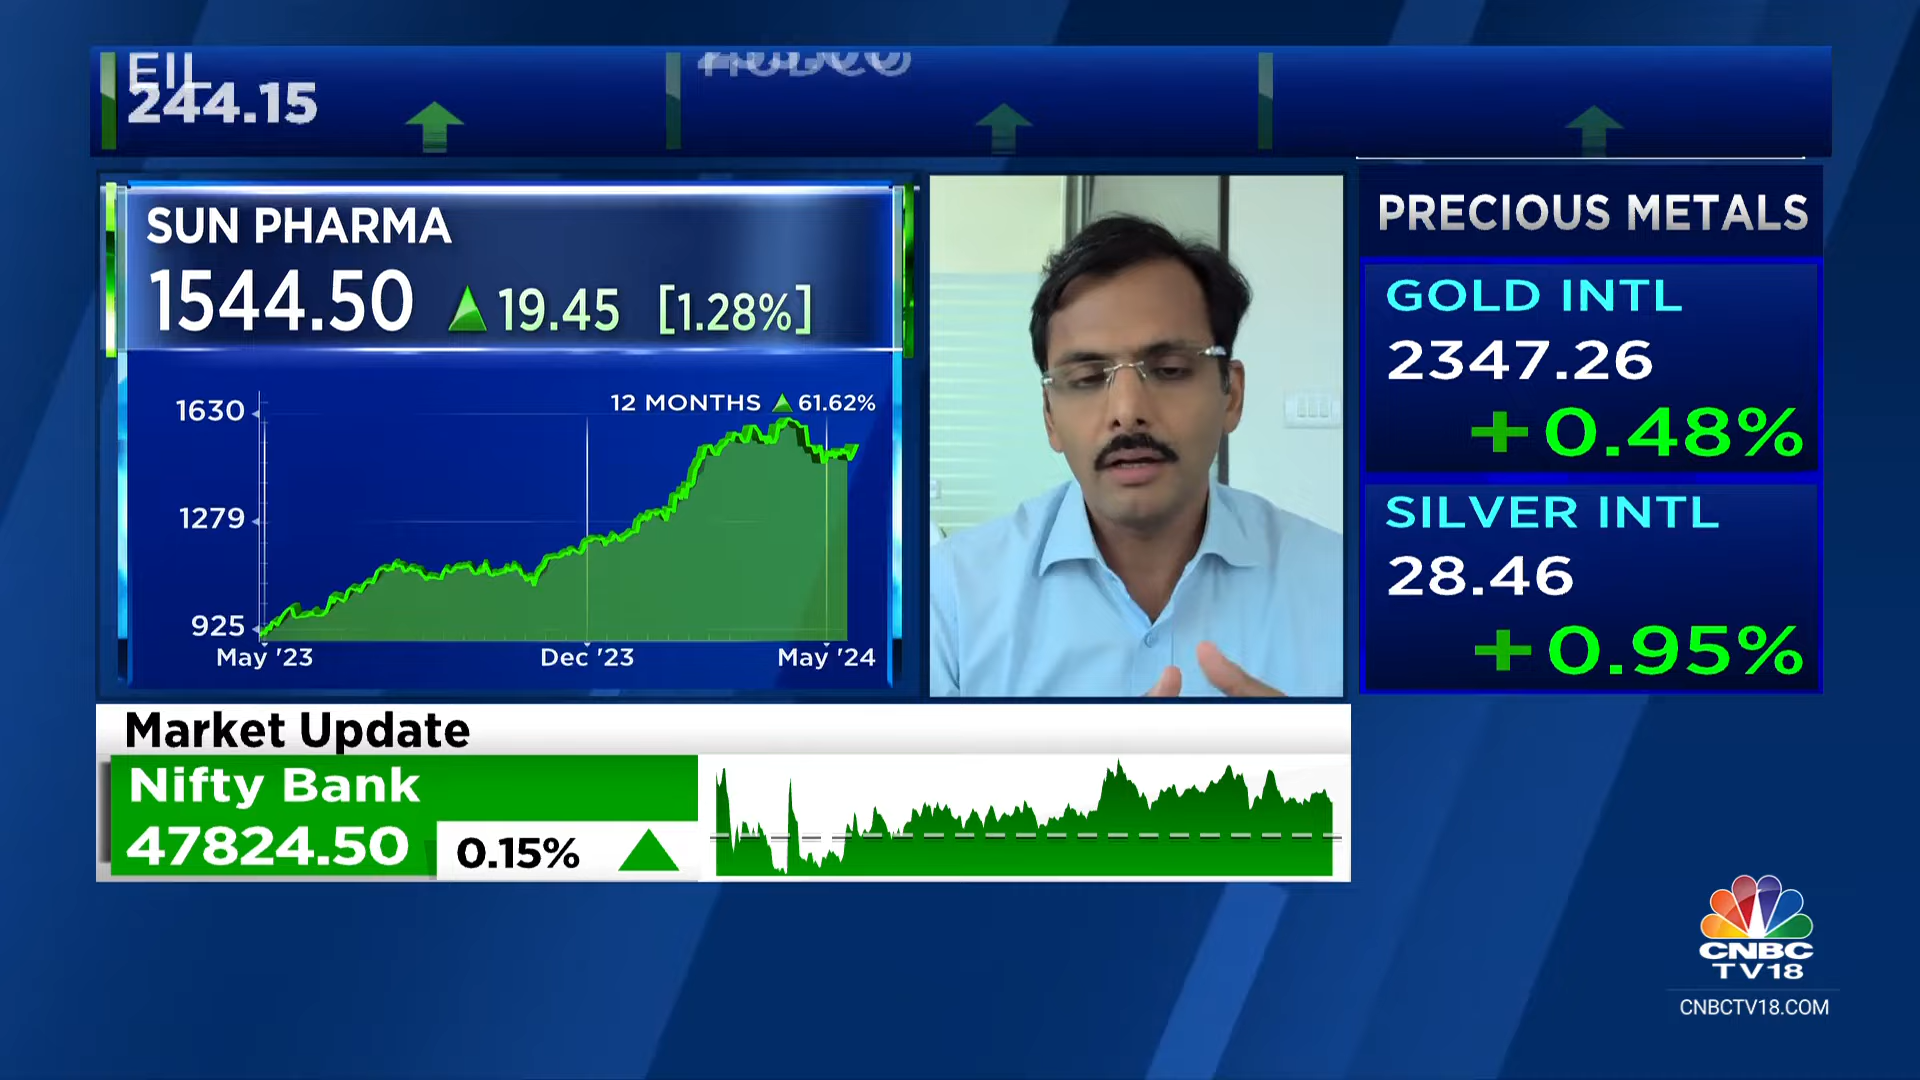 EIL
244.15
HUDCO
SUN PHARMA
1544.50 ▲ 19.45 [1.28%]
12 MONTHS ▲ 61.62%
1630
1279
925
May '23 Dec '23 May '24
PRECIOUS METALS
GOLD INTL
2347.26
+0.48%
SILVER INTL
28.46
+0.95%
Market Update
Nifty Bank
47824.50 0.15%
CNBC
TV18
CNBCTV18.COM